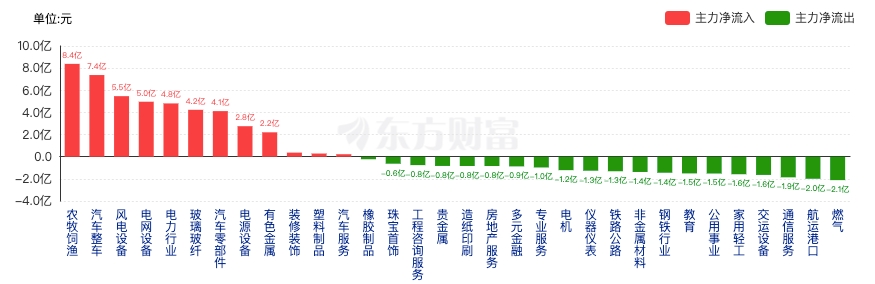 单位:元
主力净流入
主力净流出
10.0亿
8.0亿
6.0亿
4.0亿
2.0亿
0.0
-2.0亿
-4.0亿
8.4亿
7.4亿
5.5亿
5.0亿
4.8亿
4.2亿
4.1亿
2.8亿
2.2亿
-0.6亿
-0.8亿
-0.8亿
-0.8亿
-0.8亿
-0.9亿
-1.0亿
-1.2亿
-1.3亿
-1.3亿
-1.4亿
-1.4亿
-1.5亿
-1.5亿
-1.6亿
-1.6亿
-1.9亿
-2.0亿
-2.1亿
东方财富
农牧饲渔
汽车整车
风电设备
电网设备
电力行业
玻璃玻纤
汽车零部件
电源设备
有色金属
装修装饰
塑料制品
汽车服务
橡胶制品
珠宝首饰
工程咨询服务
贵金属
造纸印刷
房地产服务
多元金融
专业服务
电机
仪器仪表
铁路公路
非金属材料
钢铁行业
教育
公用事业
家用轻工
交运设备
通信服务
航运港口
燃气